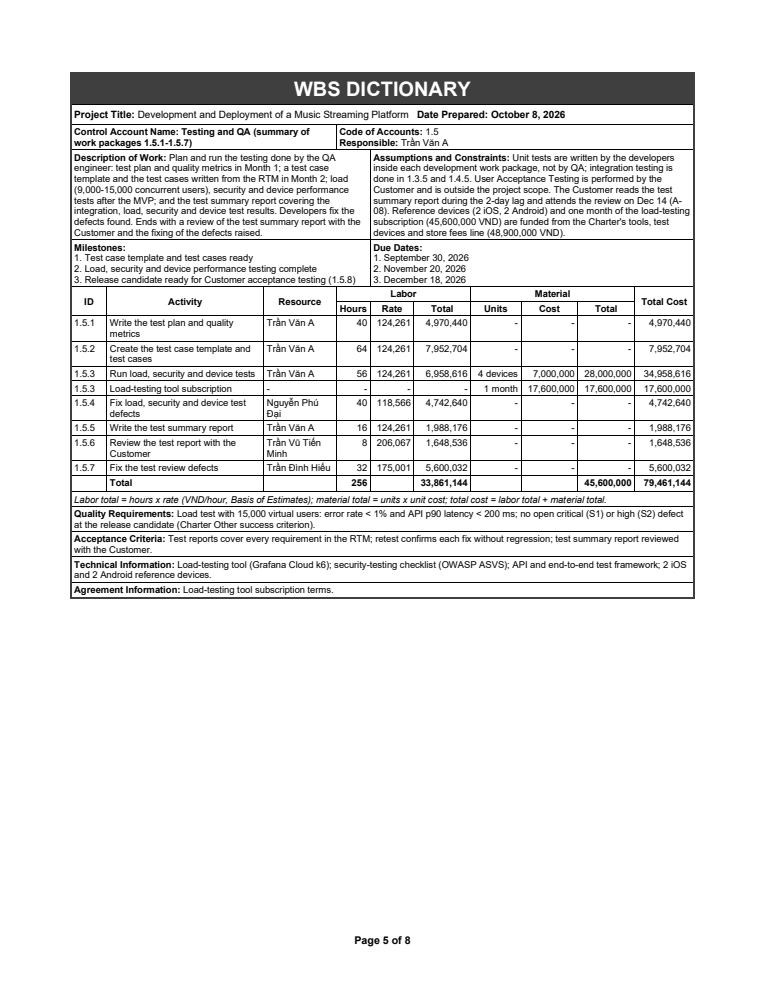 WBS DICTIONARY
Project Title: Development and Deployment of a Music Streaming Platform Date Prepared: October 8, 2026
Control Account Name: Testing and QA (summary of
work packages 1.5.1-1.5.7)
Code of Accounts: 1.5
Responsible: Trần Văn A
Description of Work: Plan and run the testing done by the QA
engineer: test plan and quality metrics in Month 1; a test case
template and the test cases written from the RTM in Month 2; load
(9,000-15,000 concurrent users), security and device performance
tests after the MVP; and the test summary report covering the
integration, load, security and device test results. Developers fix the
defects found. Ends with a review of the test summary report with the
Customer and the fixing of the defects raised.
Assumptions and Constraints: Unit tests are written by the developers
inside each development work package, not by QA; integration testing is
done in 1.3.5 and 1.4.5. User Acceptance Testing is performed by the
Customer and is outside the project scope. The Customer reads the test
summary report during the 2-day lag and attends the review on Dec 14 (A-
08). Reference devices (2 iOS, 2 Android) and one month of the load-testing
subscription (45,600,000 VND) are funded from the Charter's tools, test
devices and store fees line (48,900,000 VND).
Milestones:
1. Test case template and test cases ready
2. Load, security and device performance testing complete
3. Release candidate ready for Customer acceptance testing (1.5.8)
Due Dates:
1. September 30, 2026
2. November 20, 2026
3. December 18, 2026
ID Activity Resource Labor Material Total Cost
Hours Rate Total Units Cost Total
1.5.1 Write the test plan and quality Trần Văn A 40 124,261 4,970,440 - - - 4,970,440
metrics
1.5.2 Create the test case template and Trần Văn A 64 124,261 7,952,704 - - - 7,952,704
test cases
1.5.3 Run load, security and device tests Trần Văn A 56 124,261 6,958,616 4 devices 7,000,000 28,000,000 34,958,616
1.5.3 Load-testing tool subscription - - - - 1 month 17,600,000 17,600,000 17,600,000
1.5.4 Fix load, security and device test Nguyễn Phú 40 118,566 4,742,640 - - - 4,742,640
defects Đại
1.5.5 Write the test summary report Trần Văn A 16 124,261 1,988,176 - - - 1,988,176
1.5.6 Review the test report with the Trần Vũ Tiến 8 206,067 1,648,536 - - - 1,648,536
Customer Minh
1.5.7 Fix the test review defects Trần Đình Hiếu 32 175,001 5,600,032 - - - 5,600,032
Total 256 33,861,144 45,600,000 79,461,144
Labor total = hours x rate (VND/hour, Basis of Estimates); material total = units x unit cost; total cost = labor total + material total.
Quality Requirements: Load test with 15,000 virtual users: error rate < 1% and API p90 latency < 200 ms; no open critical (S1) or high (S2) defect
at the release candidate (Charter Other success criterion).
Acceptance Criteria: Test reports cover every requirement in the RTM; retest confirms each fix without regression; test summary report reviewed
with the Customer.
Technical Information: Load-testing tool (Grafana Cloud k6); security-testing checklist (OWASP ASVS); API and end-to-end test framework; 2 iOS
and 2 Android reference devices.
Agreement Information: Load-testing tool subscription terms.
Page 5 of 8